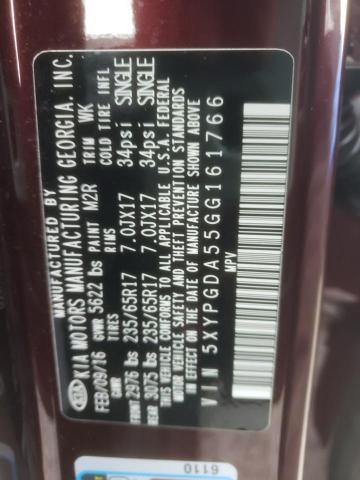 MANUFACTURED BY
KIA MOTORS MANUFACTURING GEORGIA, INC.
FEB/09/16 GVWR 5622 lbs PAINT M2R TRIM WK
GWR TIRES RIMS COLD TIRE INFL
FRONT 2976 lbs 235/65R17 7.0JX17 34psi SINGLE
REAR 3075 lbs 235/65R17 7.0JX17 34psi SINGLE
THIS VEHICLE CONFORMS TO ALL APPLICABLE U.S.A. FEDERAL
MOTOR VEHICLE SAFETY AND THEFT PREVENTION STANDARDS
IN EFFECT ON THE DATE OF MANUFACTURE SHOWN ABOVE
VIN 5XYPGDA55GG161766
MPV
6110